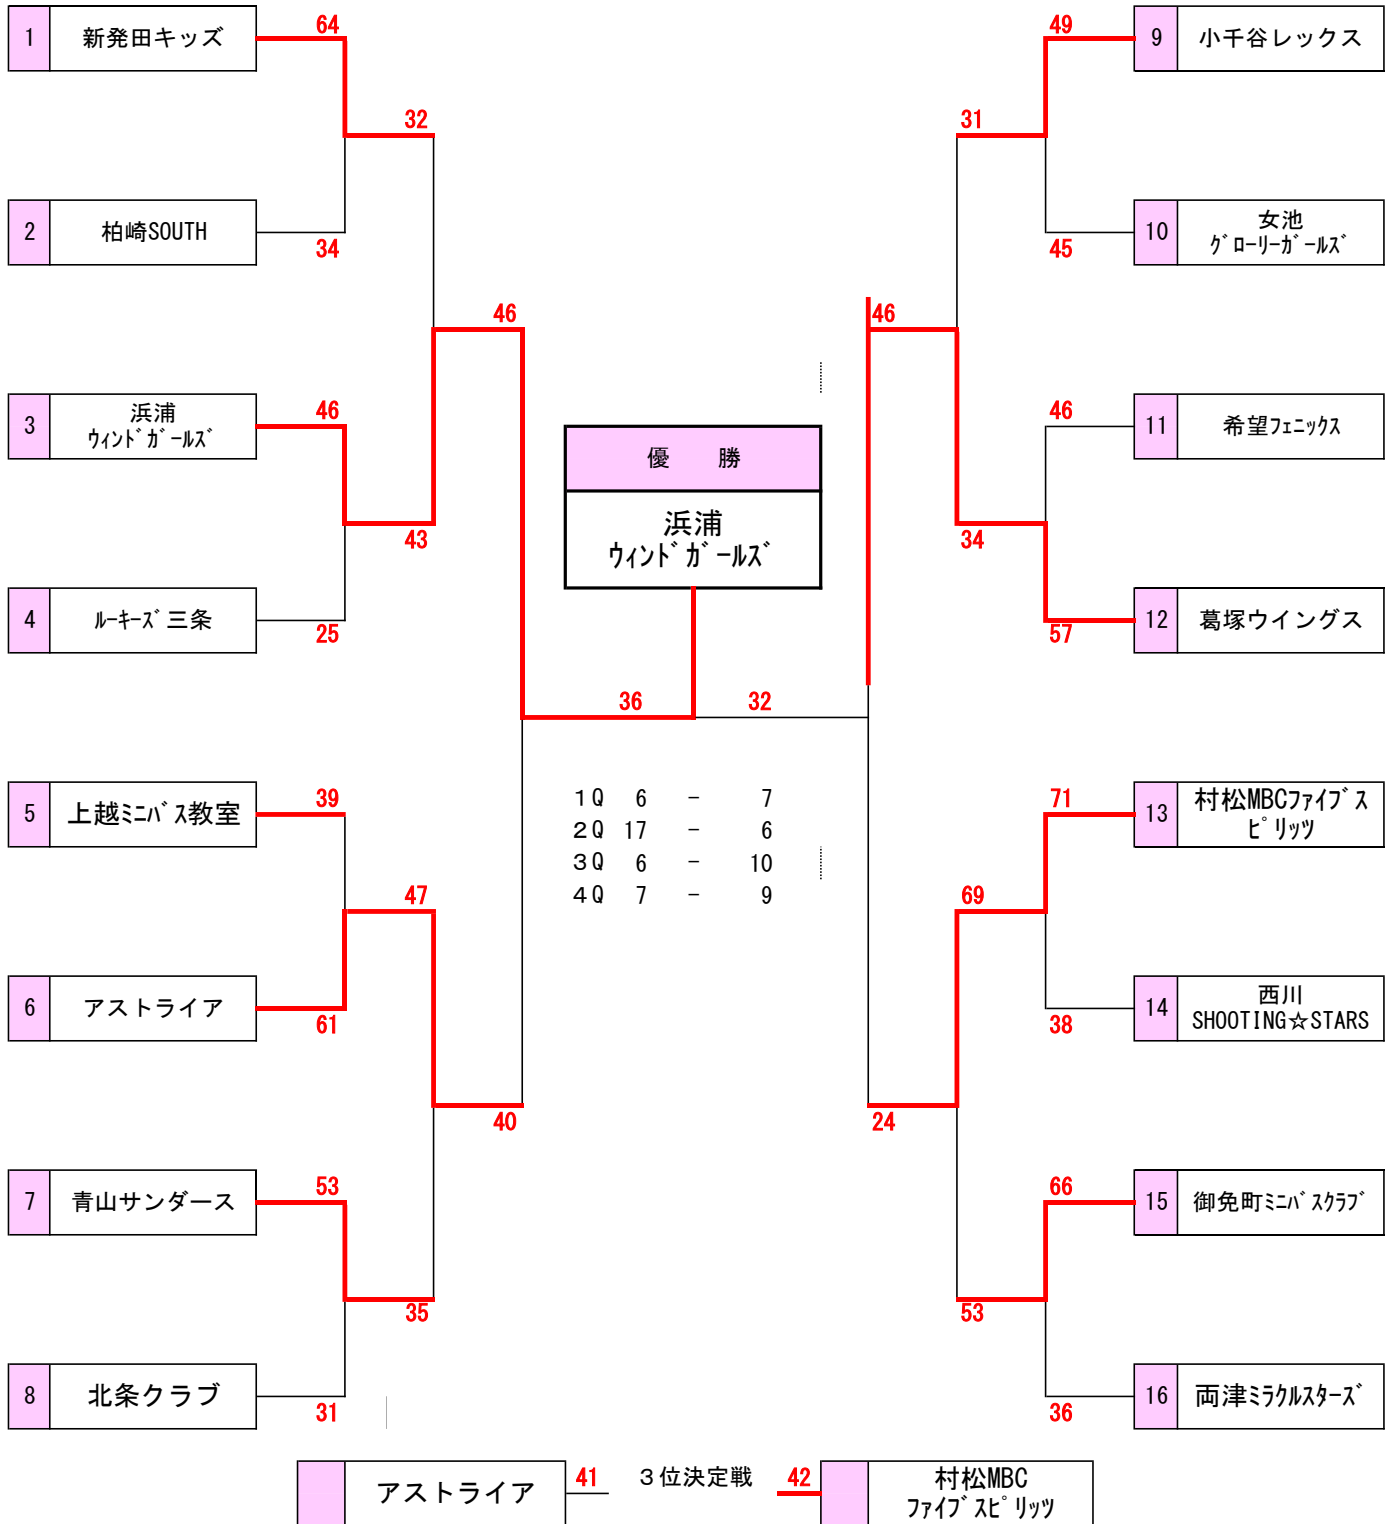 1 新発田キッズ 64
32
2 柏崎SOUTH 34
46
3 浜浦
ウィンドガールズ 46
43
4 ルーキーズ三条 25
5 上越ミニバス教室 39
47
6 アストライア 61
40
7 青山サンダース 53
35
8 北条クラブ 31
優 勝
浜浦
ウィンドガールズ
36 32
1Q 6 － 7
2Q 17 － 6
3Q 6 － 10
4Q 7 － 9
49 9 小千谷レックス
31
45 10 女池
グローリーガールズ
46
46 11 希望フェニックス
34
57 12 葛塚ウイングス
71 13 村松MBCファイブス
ピリッツ
69
38 14 西川
SHOOTING☆STARS
24
66 15 御免町ミニバスクラブ
53
36 16 両津ミラクルスターズ
アストライア 41 3位決定戦 42 村松MBC
ファイブスピリッツ